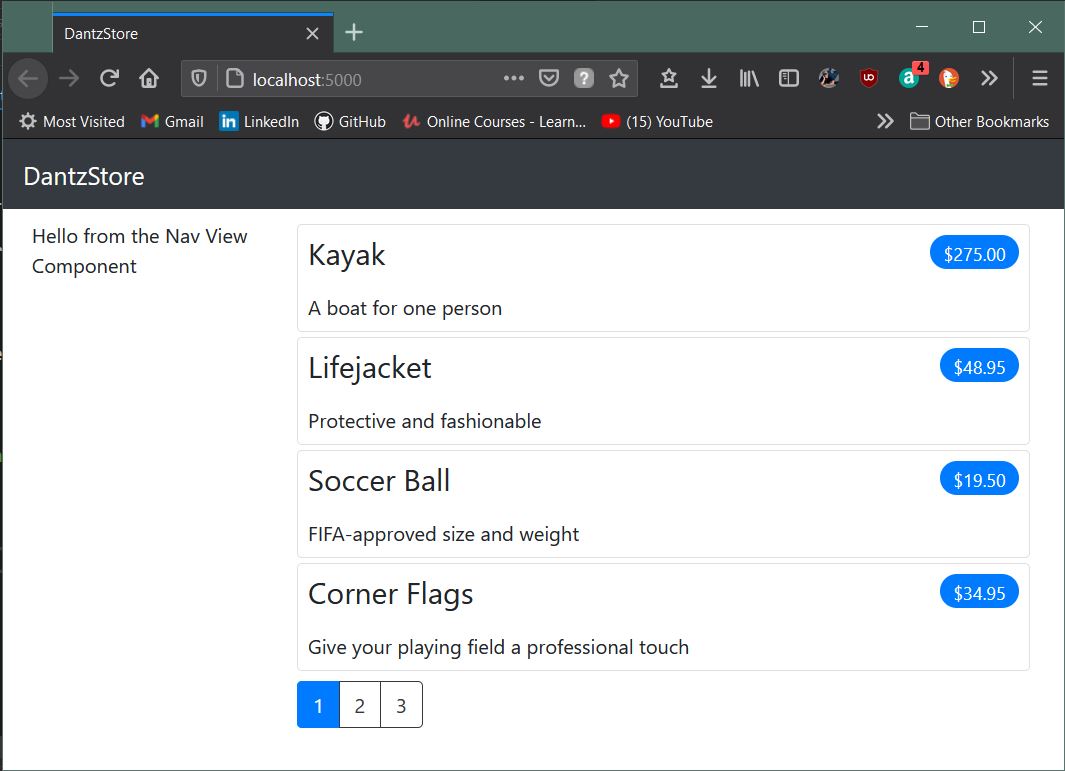 DantzStore
localhost:5000
4
Most Visited Gmail LinkedIn GitHub Online Courses - Learn... (15) YouTube Other Bookmarks
DantzStore
Hello from the Nav View
Component
Kayak $275.00
A boat for one person
Lifejacket $48.95
Protective and fashionable
Soccer Ball $19.50
FIFA-approved size and weight
Corner Flags $34.95
Give your playing field a professional touch
1 2 3